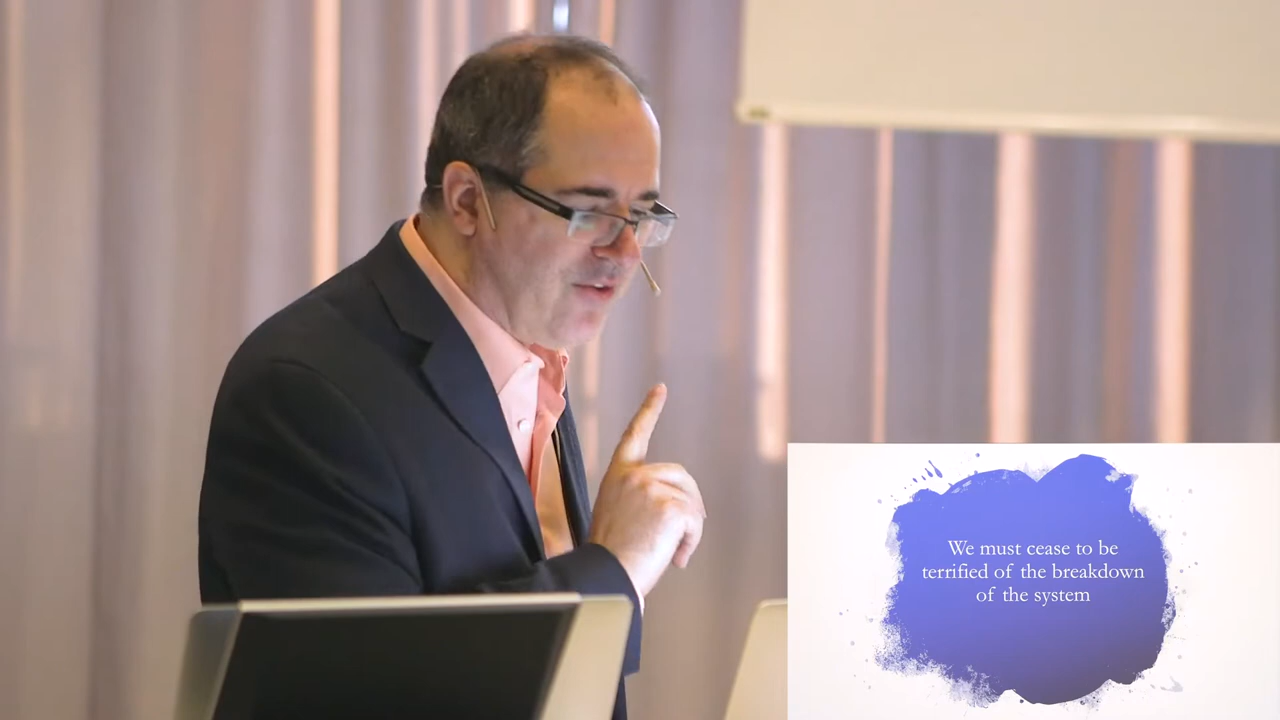 We must cease to be
terrified of the breakdown
of the system